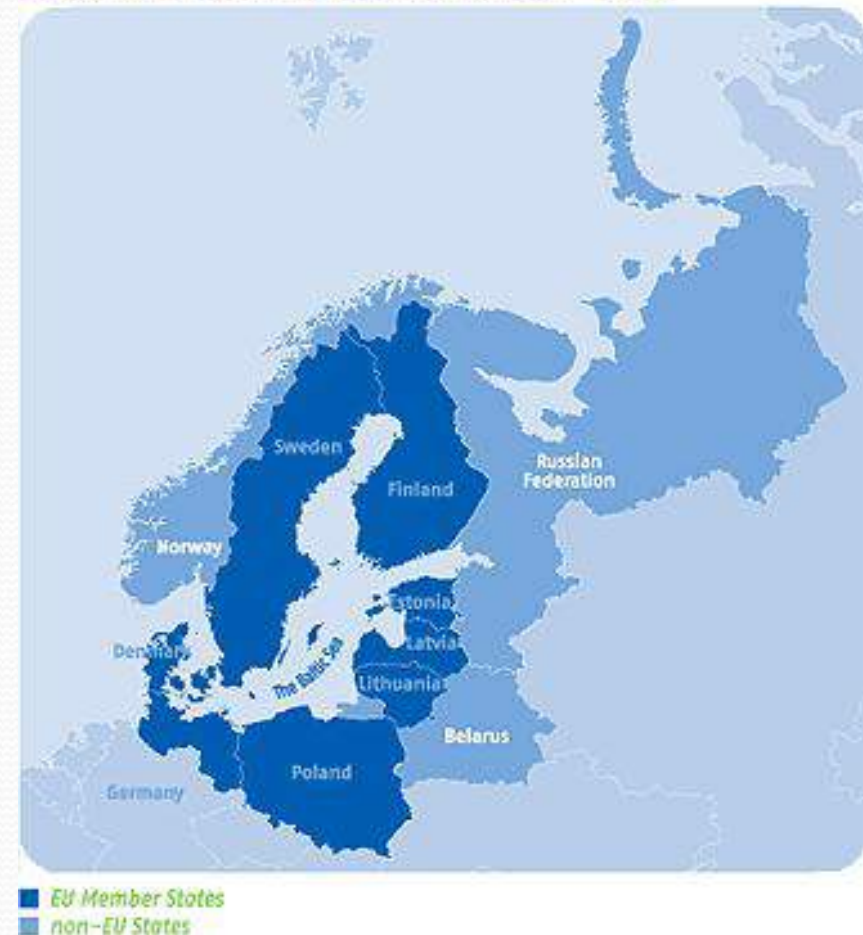 Sweden
Finland
Russian
Federation
Norway
Estonia
Denmark
Latvia
The Baltic Sea
Lithuania
Belarus
Poland
Germany
EU Member States
non-EU States